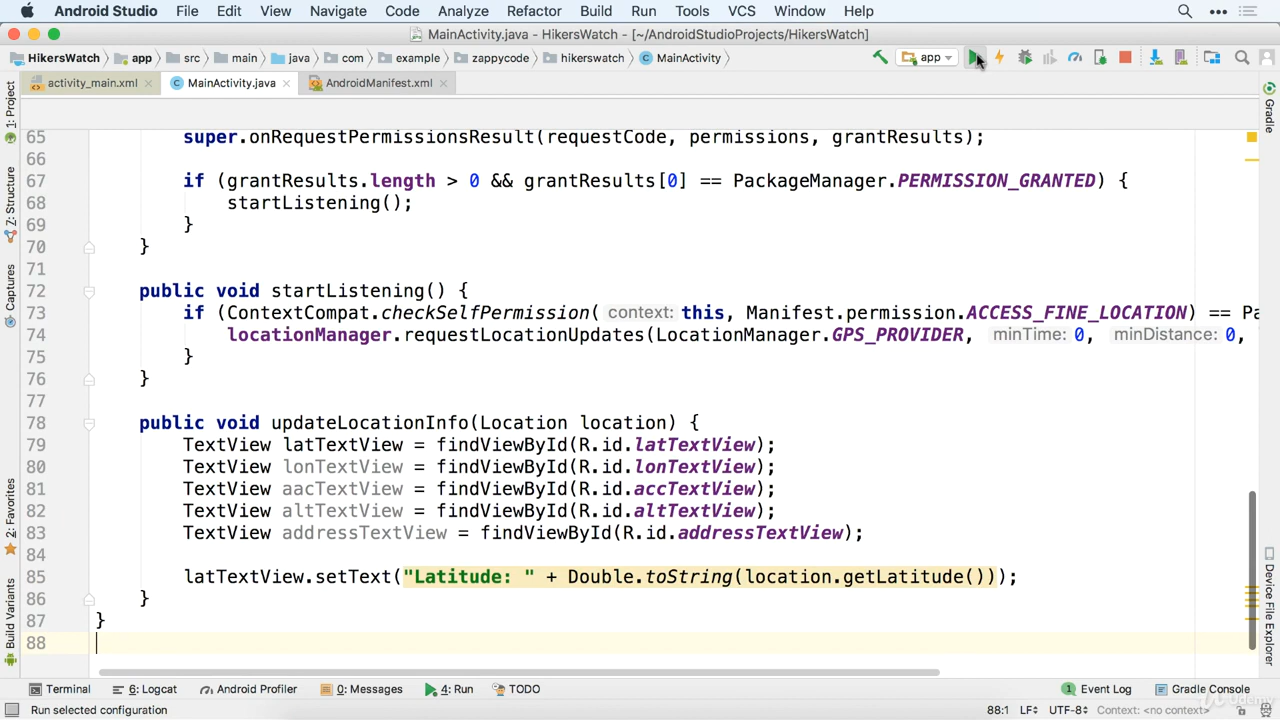 Android Studio File Edit View Navigate Code Analyze Refactor Build Run Tools VCS Window Help
MainActivity.java - HikersWatch - [~/AndroidStudioProjects/HikersWatch]
HikersWatch app src main java com example zappycode hikerswatch MainActivity app
activity_main.xml MainActivity.java AndroidManifest.xml
1: Project
Z: Structure
Captures
2: Favorites
Build Variants
65 super.onRequestPermissionsResult(requestCode, permissions, grantResults);
66
67 if (grantResults.length > 0 && grantResults[0] == PackageManager.PERMISSION_GRANTED) {
68 startListening();
69 }
70 }
71
72 public void startListening() {
73 if (ContextCompat.checkSelfPermission( context: this, Manifest.permission.ACCESS_FINE_LOCATION) == Pa
74 locationManager.requestLocationUpdates(LocationManager.GPS_PROVIDER, minTime: 0, minDistance: 0,
75 }
76 }
77
78 public void updateLocationInfo(Location location) {
79 TextView latTextView = findViewById(R.id.latTextView);
80 TextView lonTextView = findViewById(R.id.lonTextView);
81 TextView aacTextView = findViewById(R.id.accTextView);
82 TextView altTextView = findViewById(R.id.altTextView);
83 TextView addressTextView = findViewById(R.id.addressTextView);
84
85 latTextView.setText("Latitude: " + Double.toString(location.getLatitude()));
86 }
87 }
88
Gradle
Device File Explorer
Terminal 6: Logcat Android Profiler 0: Messages 4: Run TODO 1 Event Log Gradle Console
Run selected configuration 88:1 LF÷ UTF-8÷ Context: <no context>
Udemy